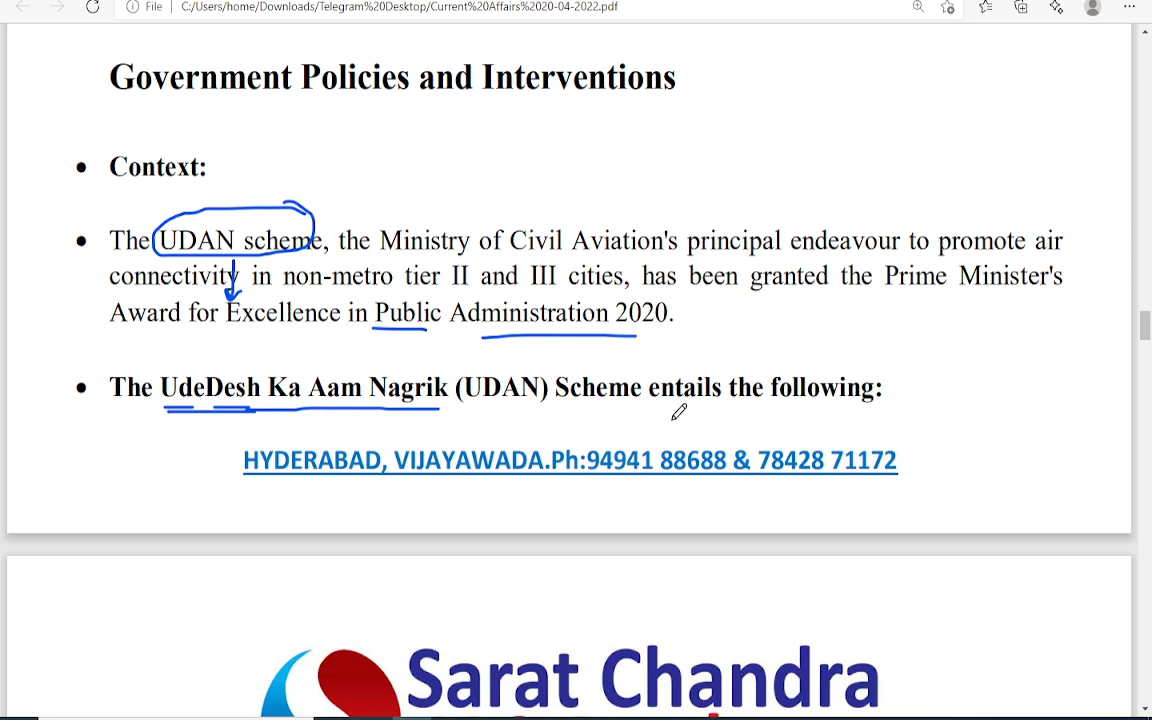 File | C:/Users/home/Downloads/Telegram%20Desktop/Current%20Affairs%2020-04-2022.pdf
Government Policies and Interventions
• Context:
• The UDAN scheme, the Ministry of Civil Aviation's principal endeavour to promote air
connectivity in non-metro tier II and III cities, has been granted the Prime Minister's
Award for Excellence in Public Administration 2020.
• The UdeDesh Ka Aam Nagrik (UDAN) Scheme entails the following:
HYDERABAD, VIJAYAWADA.Ph:94941 88688 & 78428 71172
Sarat Chandra